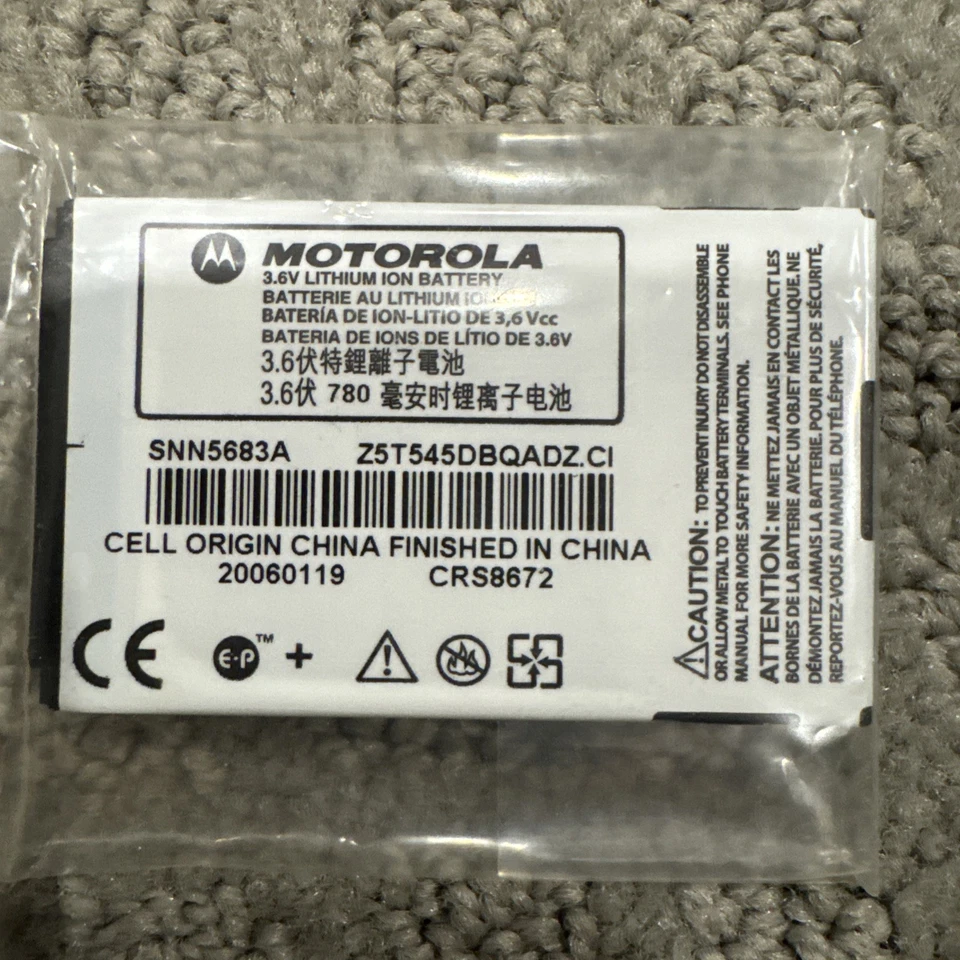 MOTOROLA
3.6V LITHIUM ION BATTERY
BATTERIE AU LITHIUM
BATERÍA DE ION-LITIO DE 3,6 Vcc
BATERIA DE IONS DE LÍTIO DE 3.6V
3.6伏特鋰離子電池
3.6伏 780 毫安时锂离子电池
SNN5683A Z5T545DBQADZ.CI
CELL ORIGIN CHINA FINISHED IN CHINA
20060119 CRS8672
CE E·P™ +
CAUTION: TO PREVENT INJURY DO NOT DISASSEMBLE
OR ALLOW METAL TO TOUCH BATTERY TERMINALS. SEE PHONE
MANUAL FOR MORE SAFETY INFORMATION.
ATTENTION: NE METTEZ JAMAIS EN CONTACT LES
BORNES DE LA BATTERIE AVEC UN OBJET MÉTALLIQUE. NE
DÉMONTEZ JAMAIS LA BATTERIE. POUR PLUS DE SÉCURITÉ,
REPORTEZ-VOUS AU MANUEL DU TÉLÉPHONE.